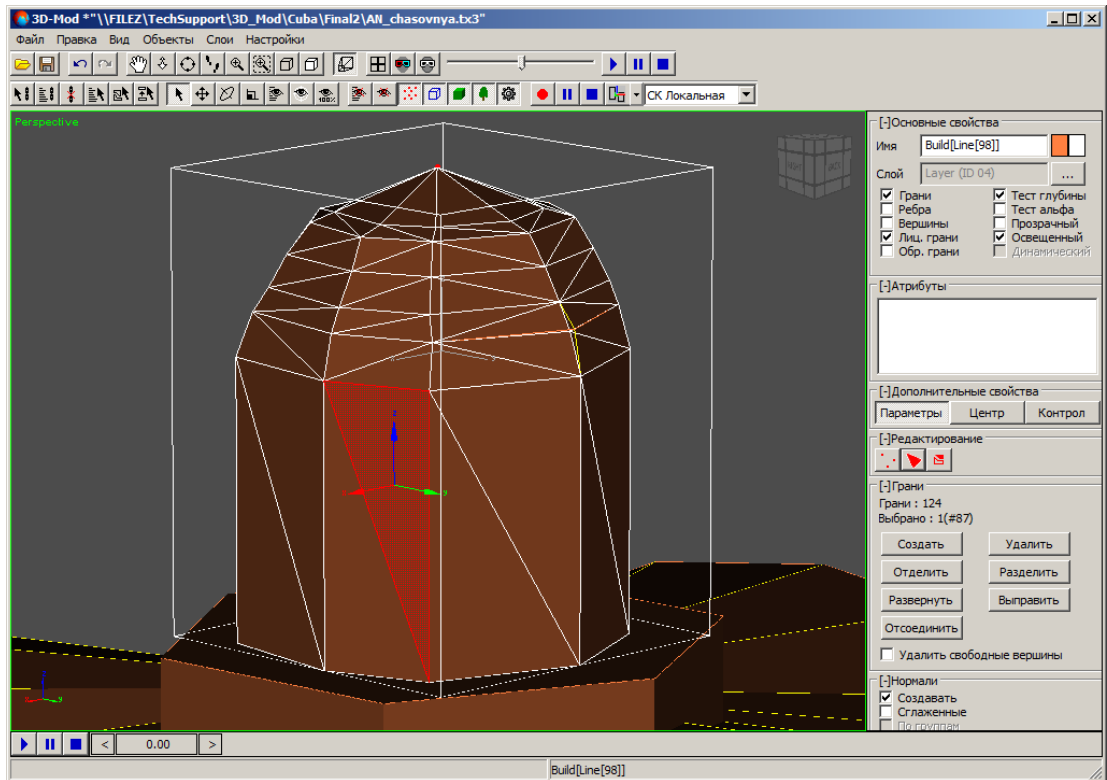 3D-Mod *"\\FILEZ\TechSupport\3D_Mod\Cuba\Final2\AN_chasovnya.tx3"
Файл Правка Вид Объекты Слои Настройки
100%
СК Локальная
Perspective
[-]Основные свойства
Имя Build[Line[98]]
Слой Layer (ID 04) ...
Грани Тест глубины
Ребра Тест альфа
Вершины Прозрачный
Лиц. грани Освещенный
Обр. грани Динамический
[-]Атрибуты
[-]Дополнительные свойства
Параметры Центр Контрол
[-]Редактирование
[-]Грани
Грани : 124
Выбрано : 1(#87)
Создать Удалить
Отделить Разделить
Развернуть Выправить
Отсоединить
Удалить свободные вершины
[-]Нормали
Создавать
Сглаженные
По группам
z
y
< 0.00 >
Build[Line[98]]